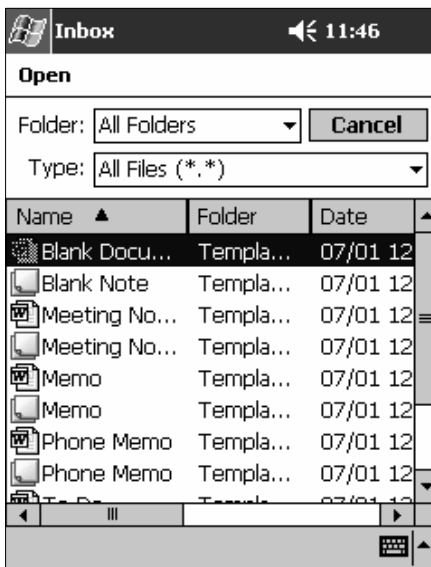 Inbox 11:46
Open
Folder: All Folders Cancel
Type: All Files (*.*)
Name Folder Date
Blank Docu... Templa... 07/01 12
Blank Note Templa... 07/01 12
Meeting No... Templa... 07/01 12
Meeting No... Templa... 07/01 12
Memo Templa... 07/01 12
Memo Templa... 07/01 12
Phone Memo Templa... 07/01 12
Phone Memo Templa... 07/01 12
To Do